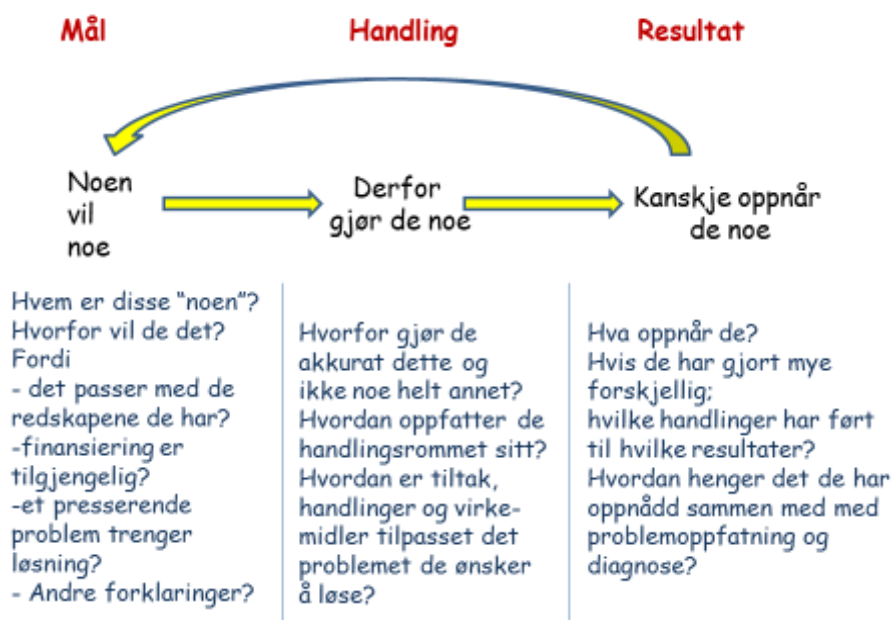 Mål
Handling
Resultat
Noen
vil
noe
Derfor
gjør de noe
Kanskje oppnår
de noe
Hvem er disse "noen"?
Hvorfor vil de det?
Fordi
- det passer med de
redskapene de har?
-finansiering er
tilgjengelig?
-et presserende
problem trenger
løsning?
- Andre forklaringer?
Hvorfor gjør de
akkurat dette og
ikke noe helt annet?
Hvordan oppfatter de
handlingsrommet sitt?
Hvordan er tiltak,
handlinger og virke-
midler tilpasset det
problemet de ønsker
å løse?
Hva oppnår de?
Hvis de har gjort mye
forskjellig;
hvilke handlinger har ført
til hvilke resultater?
Hvordan henger det de har
oppnådd sammen med med
problemoppfatning og
diagnose?